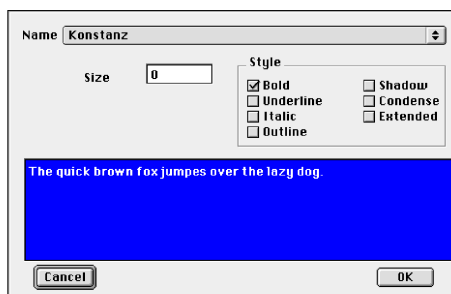 Name Konstanz
Size 0
Style
Bold Shadow
Underline Condense
Italic Extended
Outline
The quick brown fox jumpes over the lazy dog.
Cancel OK